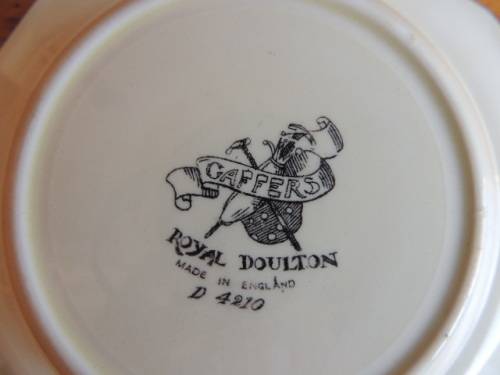 GAFFERS
ROYAL DOULTON
MADE IN ENGLAND
D 4210